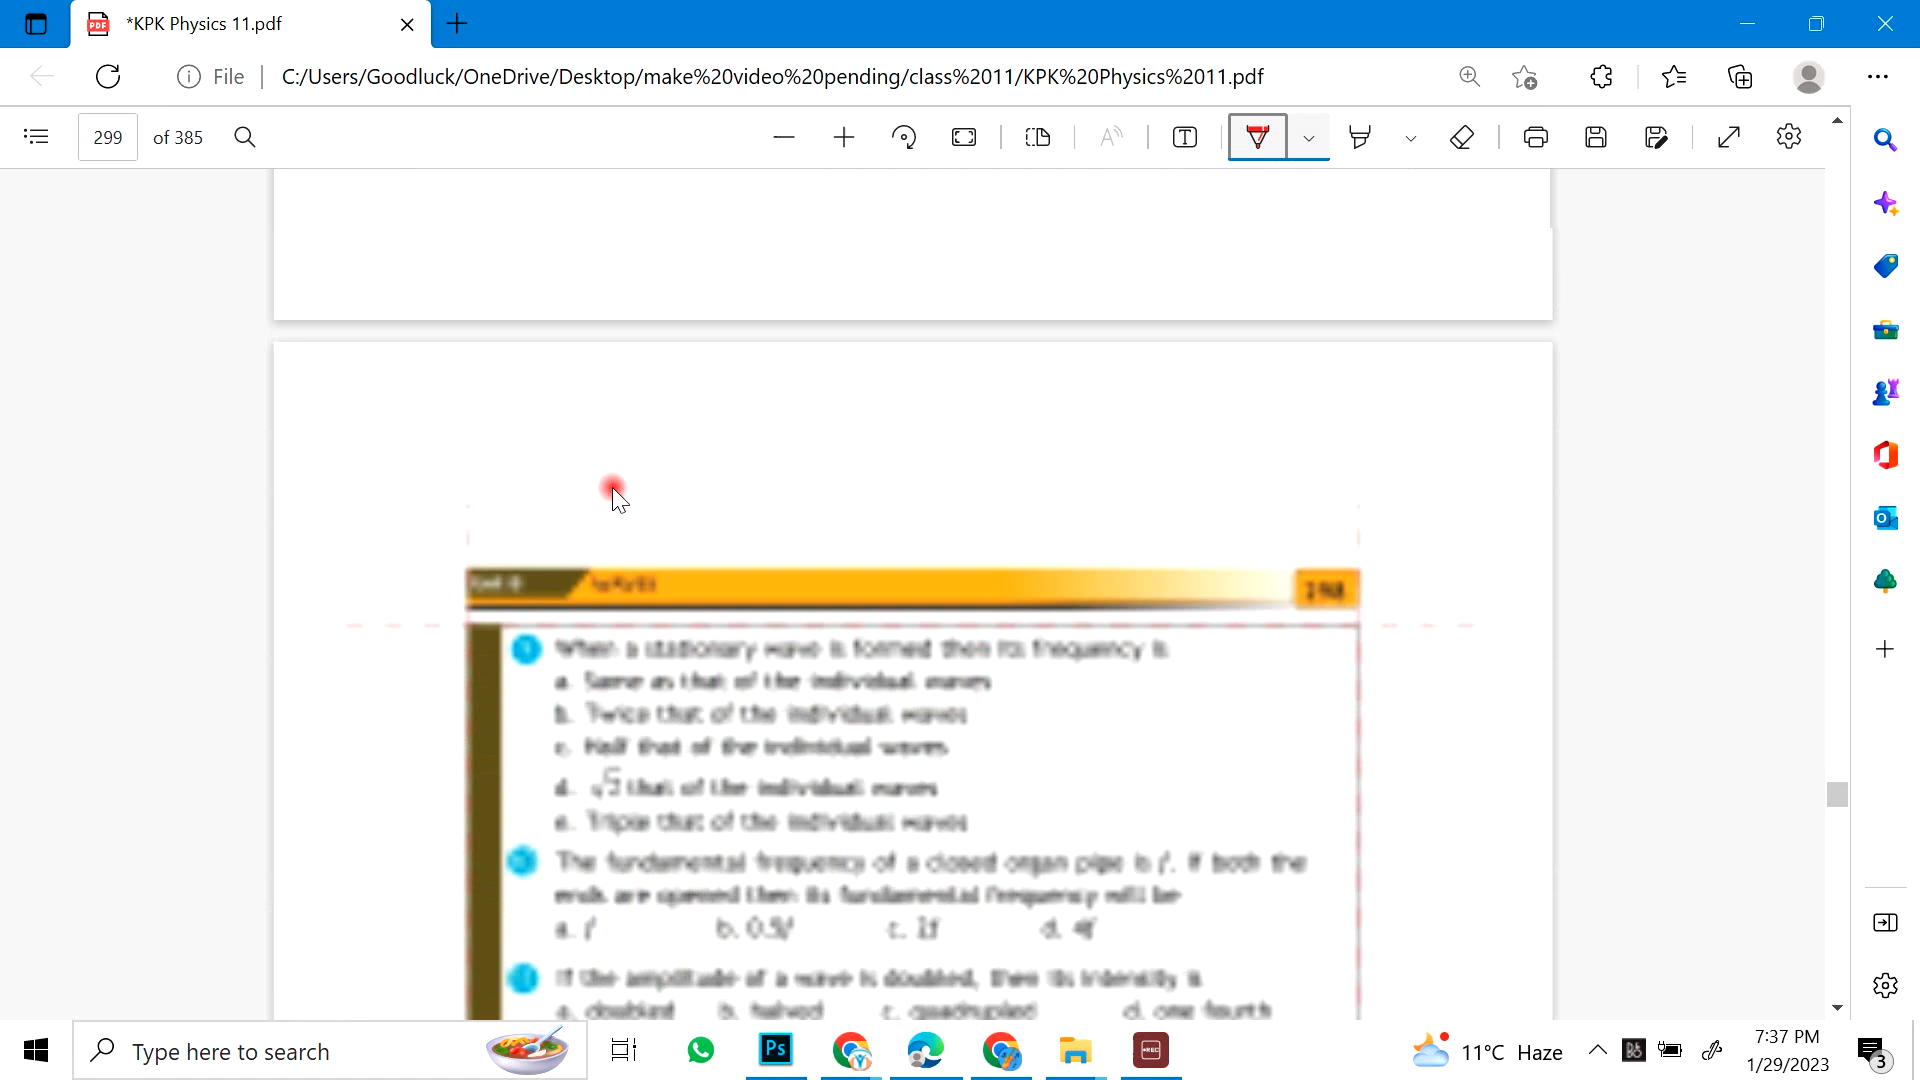 *KPK Physics 11.pdf
File
C:/Users/Goodluck/OneDrive/Desktop/make%20video%20pending/class%2011/KPK%20Physics%2011.pdf
299 of 385
198
When a stationary wave is formed then its frequency is
a. Same as that of the individual waves
b. Twice that of the individual waves
c. Half that of the individual waves
d. that of the individual waves
e. Triple that of the individual waves
The fundamental frequency of a closed organ pipe is f. If both the
ends are opened then its fundamental frequency will be
a. f b. 0.5f c. 2f d. 4f
If the amplitude of a wave is doubled, then its intensity is
a. doubled b. halved c. quadrupled d. one fourth
Type here to search
Ps
REC
11°C Haze
7:37 PM
1/29/2023
3